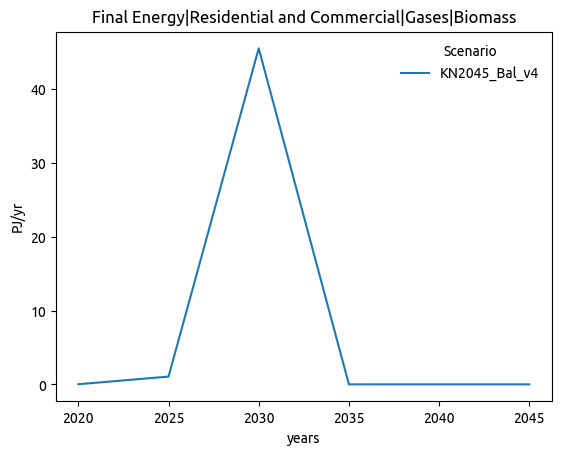 Final Energy|Residential and Commercial|Gases|Biomass
Scenario
KN2045_Bal_v4
PJ/yr
40
30
20
10
0
2020 2025 2030 2035 2040 2045
years